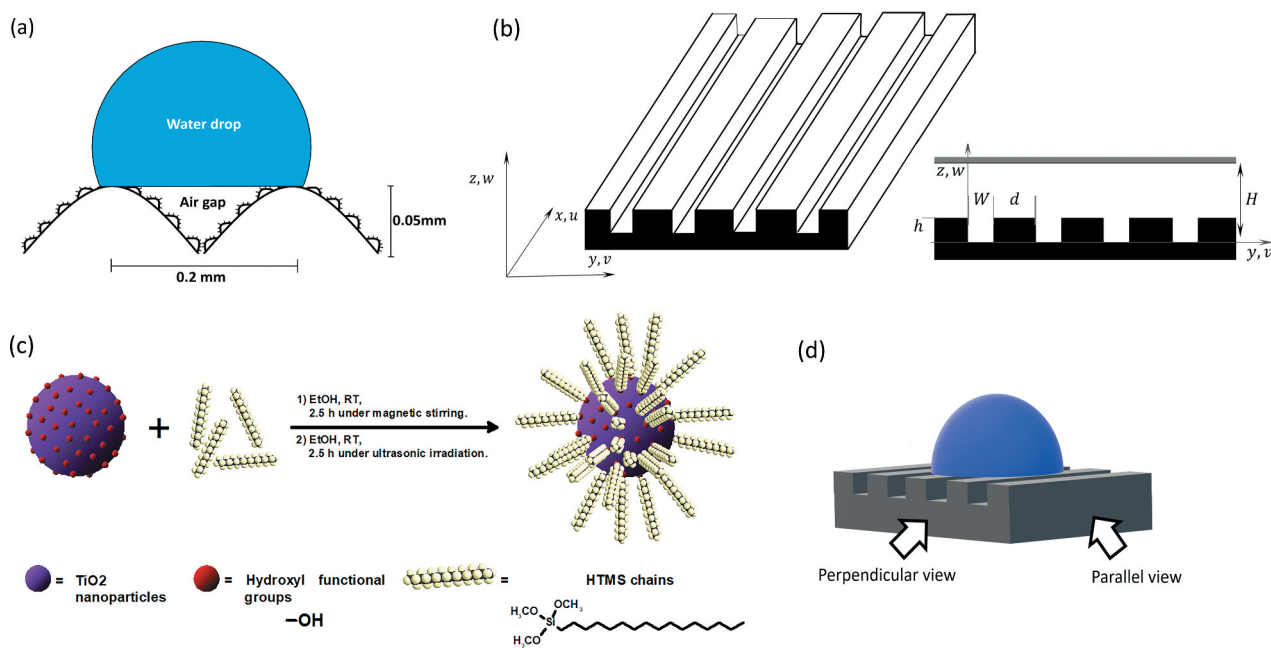 (a)
Water drop
Air gap
0.05mm
0.2 mm
(b)
z, w
x, u
y, v
z, w
W
d
H
h
y, v
(c)
1) EtOH, RT,
2.5 h under magnetic stirring.
2) EtOH, RT,
2.5 h under ultrasonic irradiation.
+
= TiO2
nanoparticles
= Hydroxyl functional
groups
–OH
= HTMS chains
H₃CO
OCH₃
Si
H₃CO
(d)
Perpendicular view
Parallel view